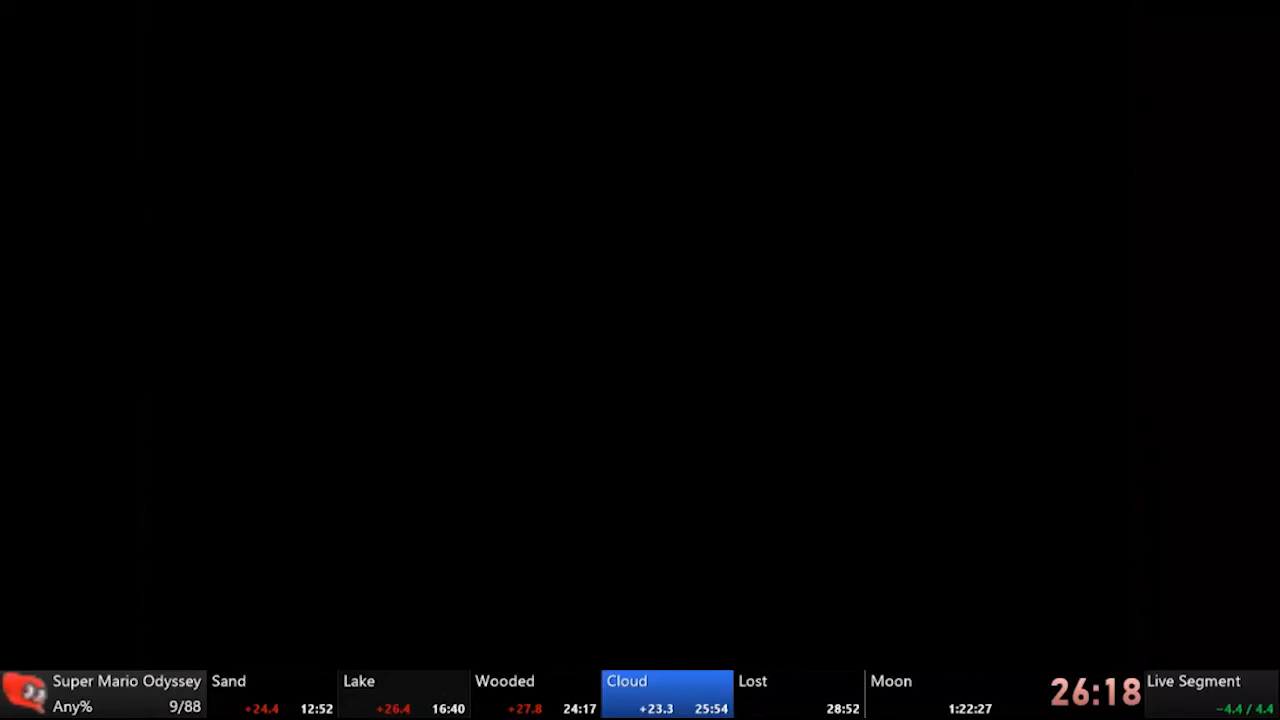 Super Mario Odyssey
Any% 9/88
Sand
+24.4 12:52
Lake
+26.4 16:40
Wooded
+27.8 24:17
Cloud
+23.3 25:54
Lost
28:52
Moon
1:22:27
26:18
Live Segment
-4.4 / 4.4